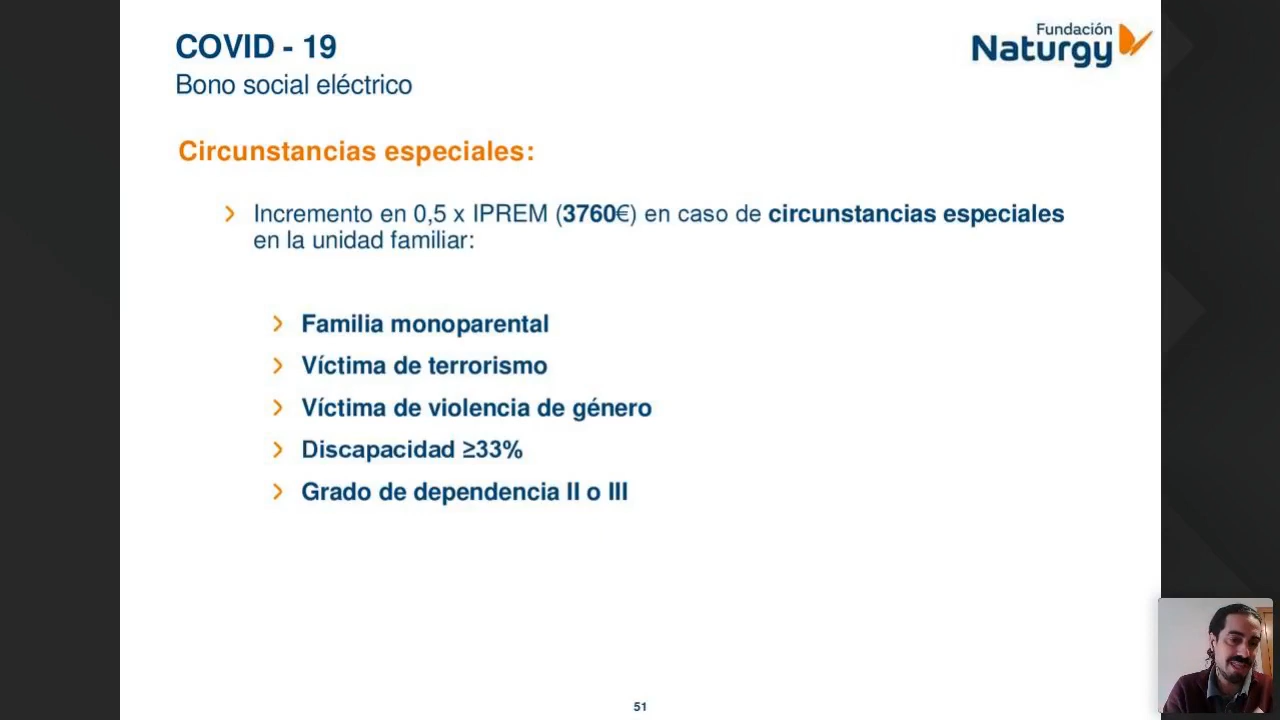 COVID - 19
Bono social eléctrico
Fundación
Naturgy
Circunstancias especiales:
Incremento en 0,5 x IPREM (3760€) en caso de circunstancias especiales
en la unidad familiar:
Familia monoparental
Víctima de terrorismo
Víctima de violencia de género
Discapacidad ≥33%
Grado de dependencia II o III
51